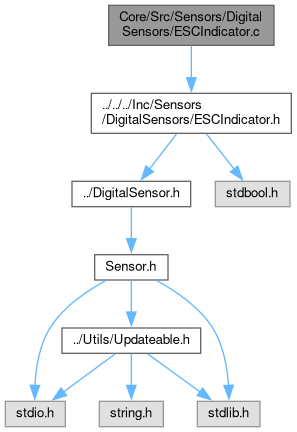 Core/Src/Sensors/Digital
Sensors/ESCIndicator.c
../../../Inc/Sensors
/DigitalSensors/ESCIndicator.h
../DigitalSensor.h
stdbool.h
Sensor.h
../Utils/Updateable.h
stdio.h
string.h
stdlib.h